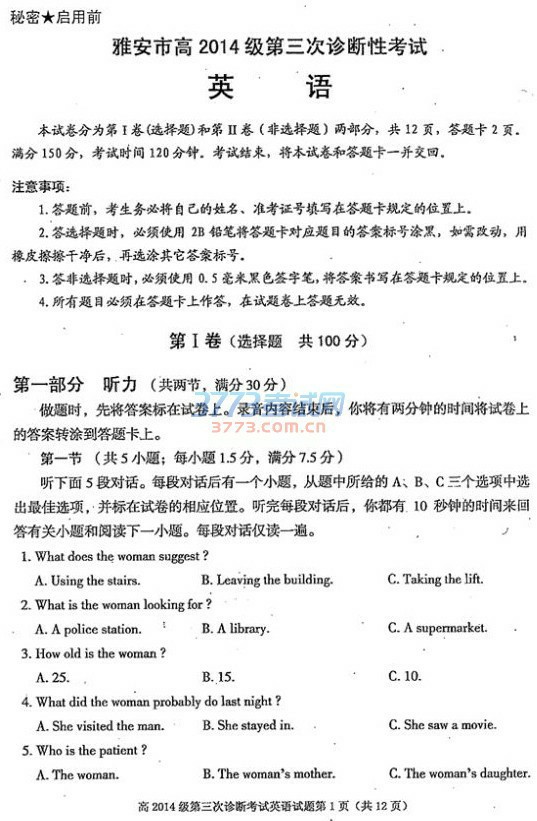 秘密★启用前
雅安市高2014级第三次诊断性考试
英 语
本试卷分为第Ⅰ卷(选择题)和第Ⅱ卷(非选择题)两部分，共12页，答题卡2页。
满分150分，考试时间120分钟。考试结束，将本试卷和答题卡一并交回。
注意事项：
1.答题前，考生务必将自己的姓名、准考证号填写在答题卡规定的位置上。
2.答选择题时，必须使用2B铅笔将答题卡对应题目的答案标号涂黑，如需改动，用
橡皮擦擦干净后，再选涂其它答案标号。
3.答非选择题时，必须使用0.5毫米黑色签字笔，将答案书写在答题卡规定的位置上。
4.所有题目必须在答题卡上作答，在试题卷上答题无效。
第Ⅰ卷（选择题 共100分）
第一部分 听力（共两节，满分30分）
3773考试网
做题时，先将答案标在试卷上。录音内容结束后，你将有两分钟的时间将试卷上
的答案转涂到答题卡上。
3773.com.cn
第一节 （共5小题；每小题1.5分，满分7.5分）
听下面5段对话。每段对话后有一个小题，从题中所给的A、B、C三个选项中选
出最佳选项，并标在试卷的相应位置。听完每段对话后，你都有10秒钟的时间来回
答有关小题和阅读下一小题。每段对话仅读一遍。
1. What does the woman suggest?
A. Using the stairs. B. Leaving the building. C. Taking the lift.
2. What is the woman looking for?
A. A police station. B. A library. C. A supermarket.
3. How old is the woman?
A. 25. B. 15. C. 10.
4. What did the woman probably do last night?
A. She visited the man. B. She stayed in. C. She saw a movie.
5. Who is the patient?
A. The woman. B. The woman's mother. C. The woman's daughter.
高2014级第三次诊断考试英语试题第1页（共12页）